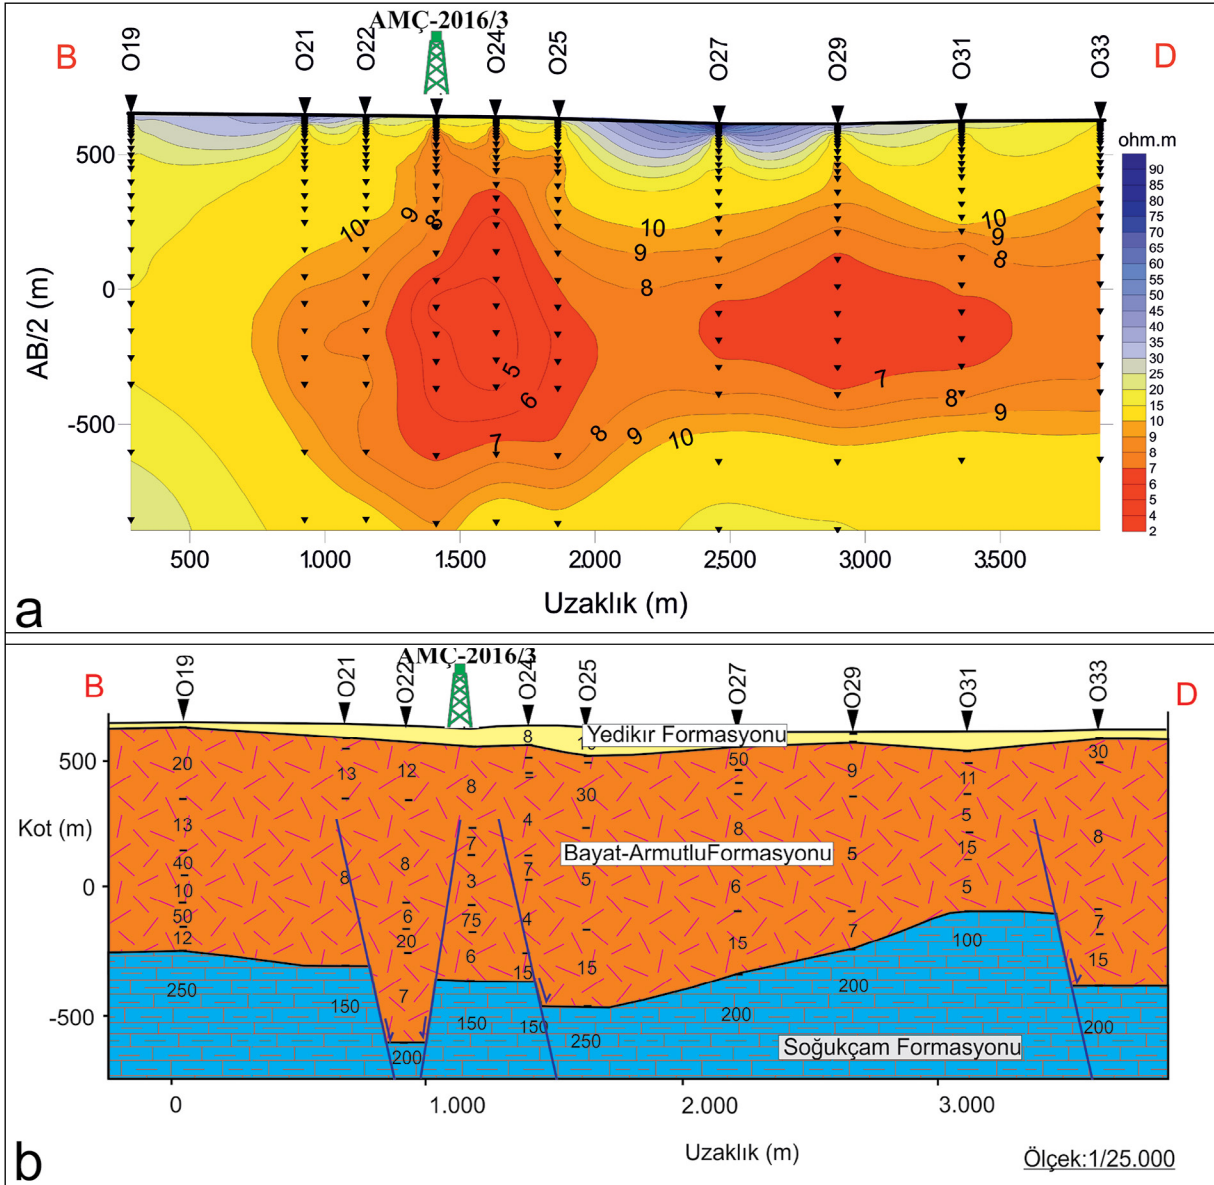 AMÇ-2016/3
B O19 O21 O22 O24 O25 O27 O29 O31 O33 D
ohm.m
90
85
80
75
70
65
60
55
50
45
40
35
30
25
20
15
10
9
8
7
6
5
4
2
AB/2 (m)
500
0
-500
10 9 8 10 9 8 10 9 8
5
6
7
8 9 10
7
8 9
500 1.000 1.500 2.000 2.500 3.000 3.500
Uzaklık (m)
a
AMÇ-2016/3
B O19 O21 O22 O24 O25 O27 O29 O31 O33 D
Yedikır Formasyonu
Bayat-ArmutluFormasyonu
Soğukçam Formasyonu
Kot (m)
500
0
-500
20 13 40 10 50 12 250
13 8 150
12 8 6 20 7 200
8 7 3 75 6 150
8 4 7 4 15 150
30 5 15 250
50 8 6 15 200
9 5 7 200
11 5 15 5 100
30 8 7 15 200
0 1.000 2.000 3.000
Uzaklık (m)
Ölçek:1/25.000
b